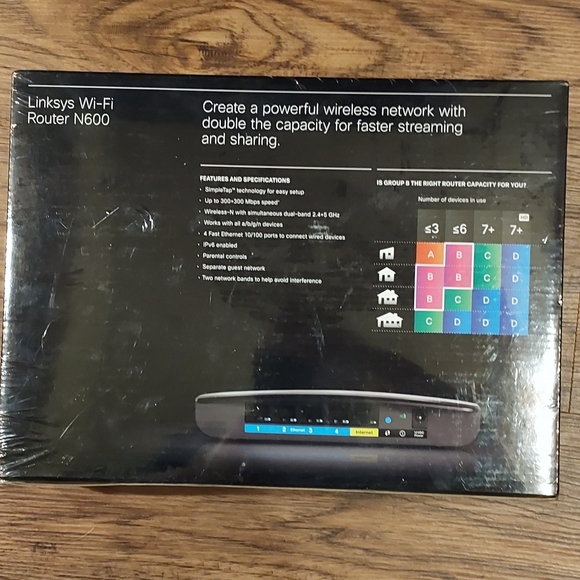 Linksys Wi-Fi
Router N600
Create a powerful wireless network with
double the capacity for faster streaming
and sharing.
FEATURES AND SPECIFICATIONS
• SimpleTap™ technology for easy setup
• Up to 300+300 Mbps speed*
• Wireless-N with simultaneous dual-band 2.4+5 GHz
• Works with all a/b/g/n devices
• 4 Fast Ethernet 10/100 ports to connect wired devices
• IPv6 enabled
• Parental controls
• Separate guest network
• Two network bands to help avoid interference
IS GROUP B THE RIGHT ROUTER CAPACITY FOR YOU?
Number of devices in use
HD
≤3 ≤6 7+ 7+
A B C D
B B C D
B C D D
C D D D
1 2 Ethernet 3 4 Internet